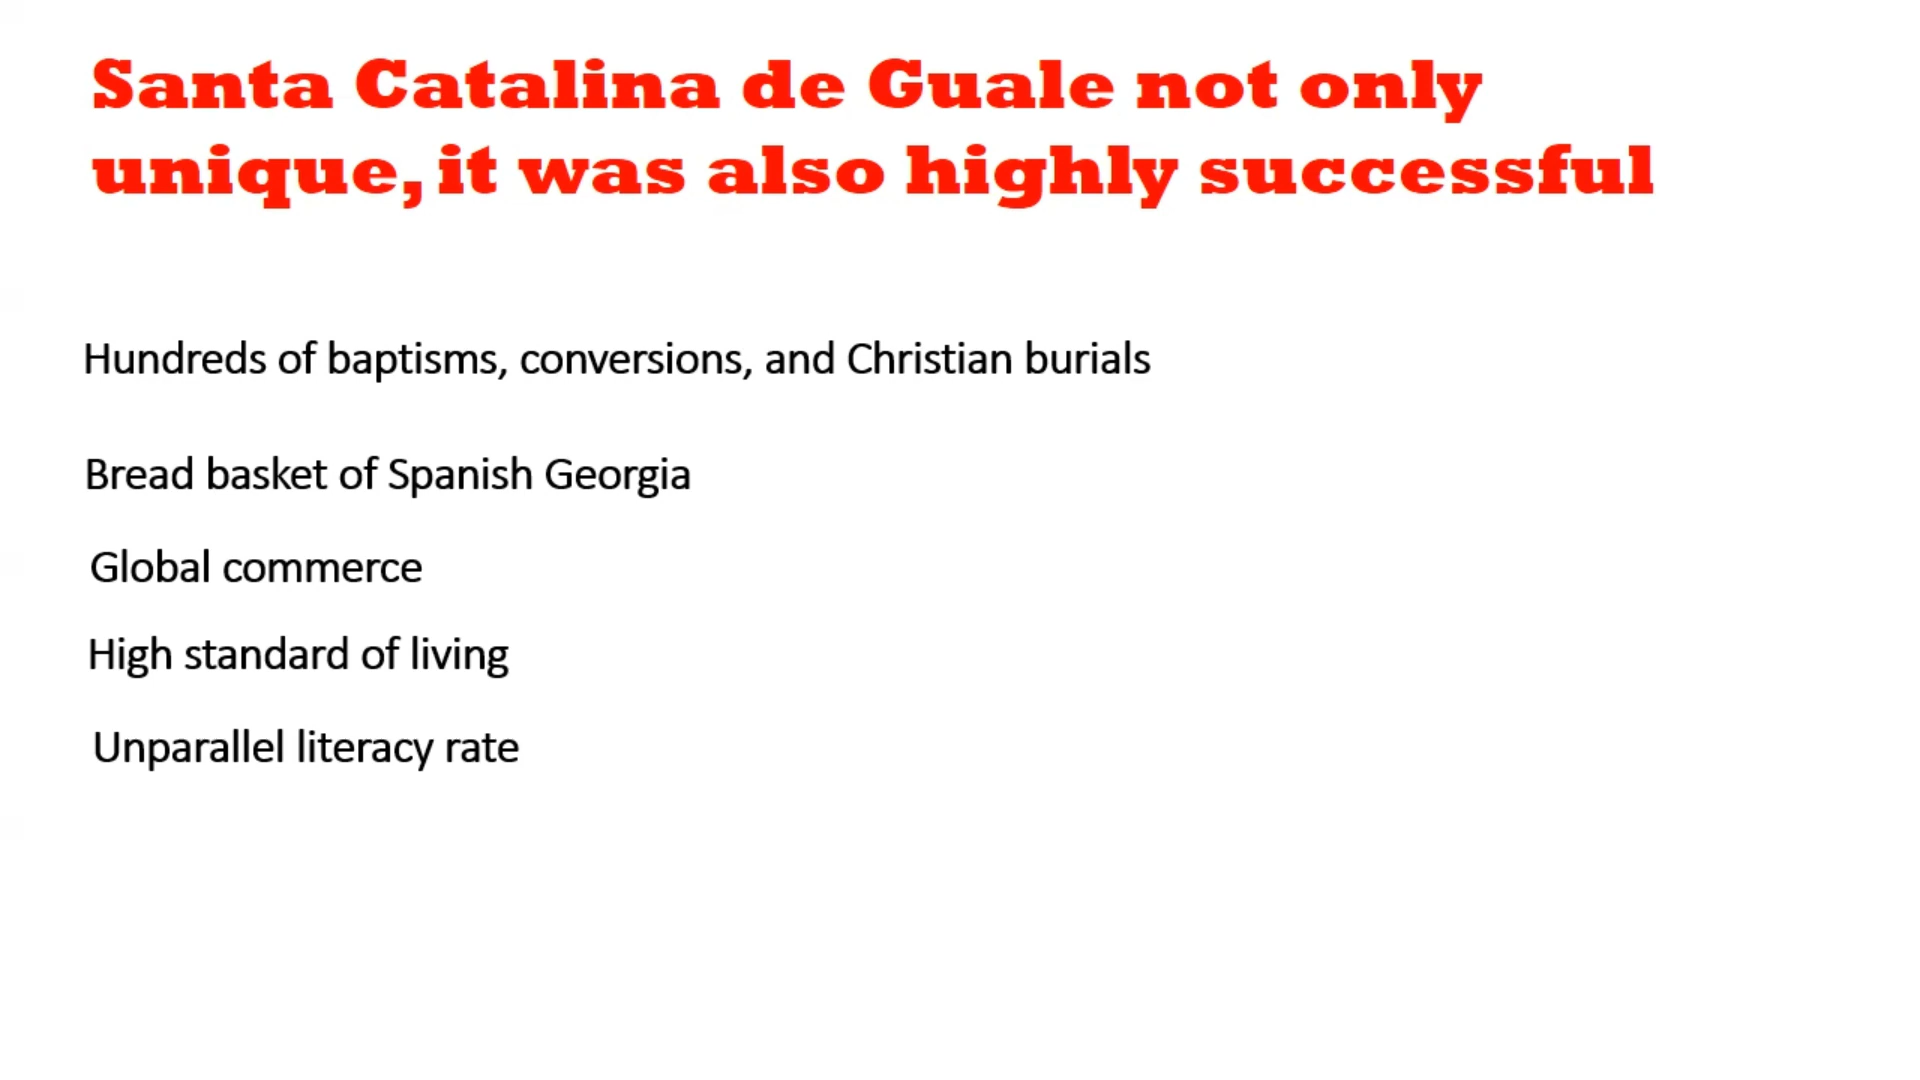 Santa Catalina de Guale not only
unique, it was also highly successful
Hundreds of baptisms, conversions, and Christian burials
Bread basket of Spanish Georgia
Global commerce
High standard of living
Unparallel literacy rate